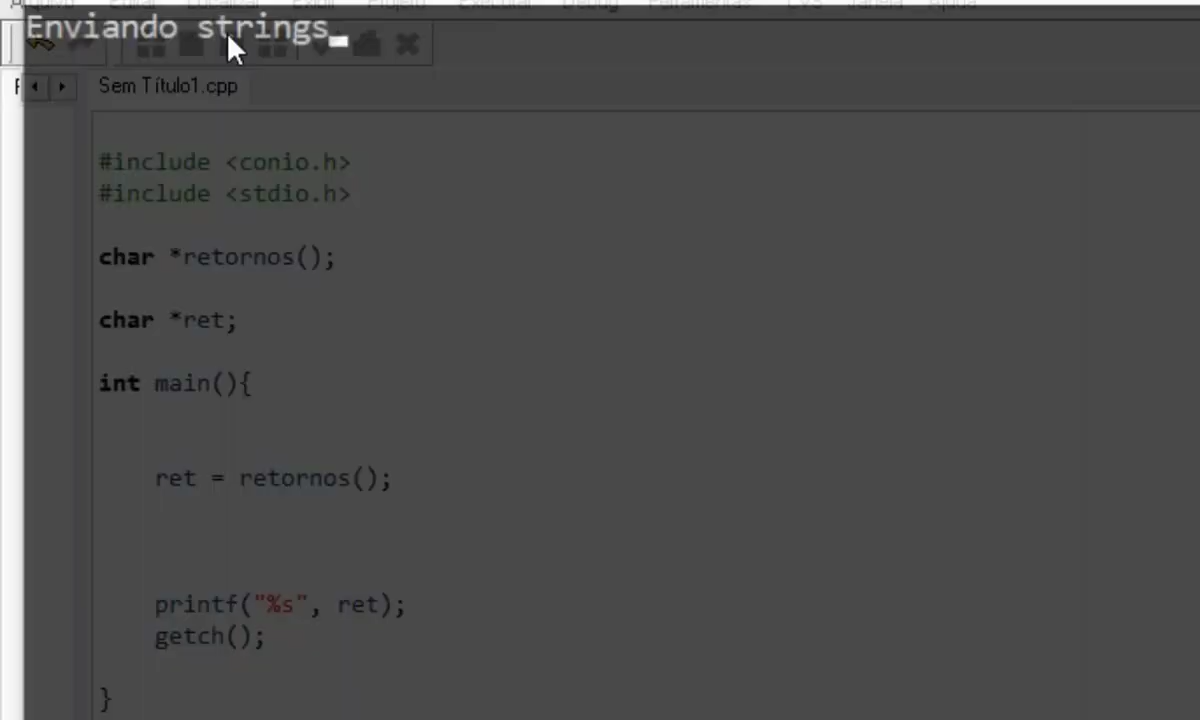 Enviando strings_
Sem Título1.cpp
#include <conio.h>
#include <stdio.h>
char *retornos();
char *ret;
int main(){
ret = retornos();
printf("%s", ret);
getch();
}